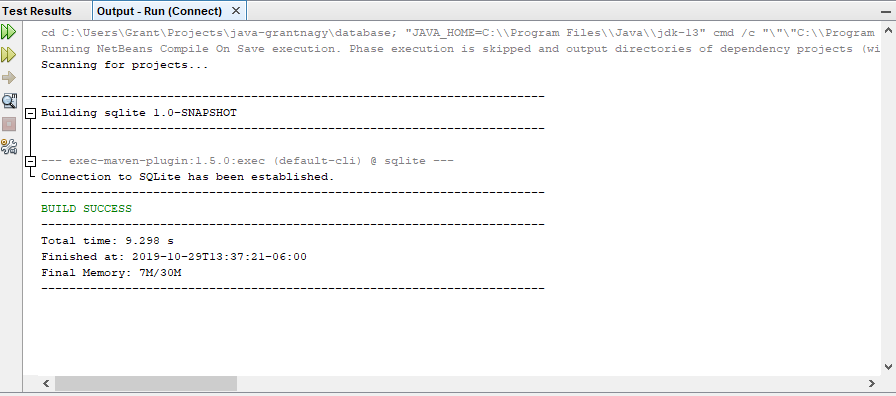 Test Results Output - Run (Connect) ×
cd C:\Users\Grant\Projects\java-grantnagy\database; "JAVA_HOME=C:\\Program Files\\Java\\jdk-13" cmd /c "\"\"C:\\Program
Running NetBeans Compile On Save execution. Phase execution is skipped and output directories of dependency projects (wi
Scanning for projects...
------------------------------------------------------------------------
Building sqlite 1.0-SNAPSHOT
------------------------------------------------------------------------
--- exec-maven-plugin:1.5.0:exec (default-cli) @ sqlite ---
Connection to SQLite has been established.
------------------------------------------------------------------------
BUILD SUCCESS
------------------------------------------------------------------------
Total time: 9.298 s
Finished at: 2019-10-29T13:37:21-06:00
Final Memory: 7M/30M
------------------------------------------------------------------------